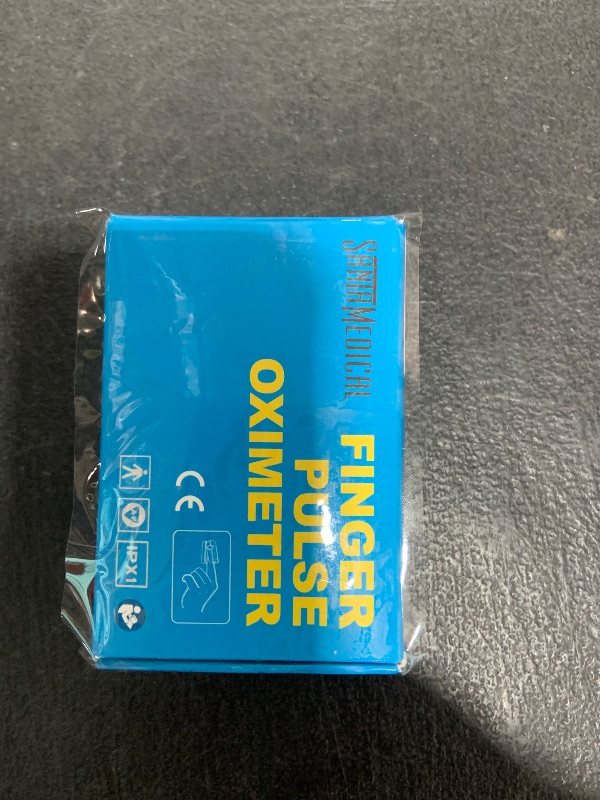 SANTAMEDICAL
FINGER
PULSE
OXIMETER
CE
IPX1